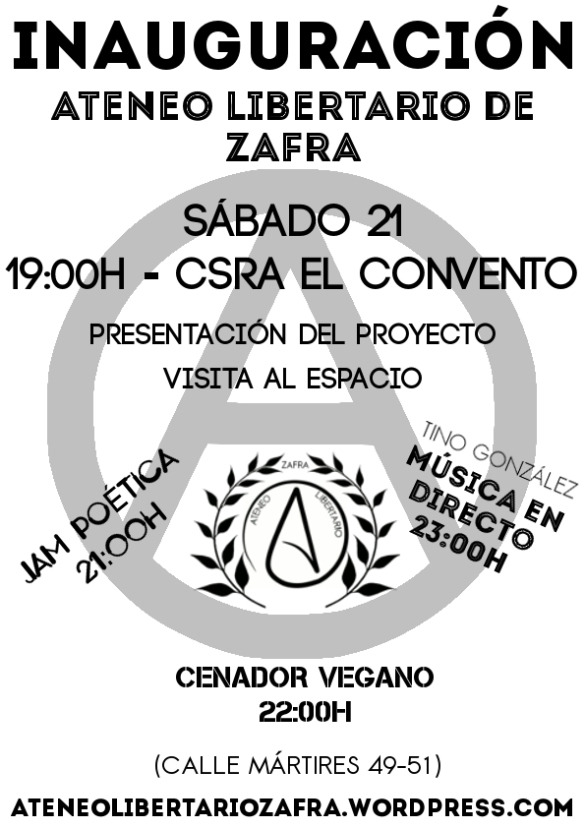 INAUGURACIÓN
ATENEO LIBERTARIO DE
ZAFRA
SÁBADO 21
19:00H - CSRA EL CONVENTO
PRESENTACIÓN DEL PROYECTO
VISITA AL ESPACIO
JAM POÉTICA
21:00H
ZAFRA
ATENEO
LIBERTARIO
TINO GONZÁLEZ
MÚSICA EN
DIRECTO
23:00H
CENADOR VEGANO
22:00H
(CALLE MÁRTIRES 49-51)
ATENEOLIBERTARIOZAFRA.WORDPRESS.COM